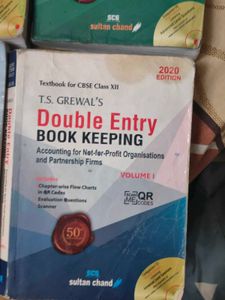 sultan chand
Textbook for CBSE Class XII
2020
EDITION
T.S. GREWAL'S
Double Entry
BOOK KEEPING
Accounting for Not-for-Profit Organisations
and Partnership Firms
VOLUME I
INCLUDES
Chapter-wise Flow Charts
in QR Codes
Evaluation Questions
Scanner
QR
CODES
50
SCS
sultan chand